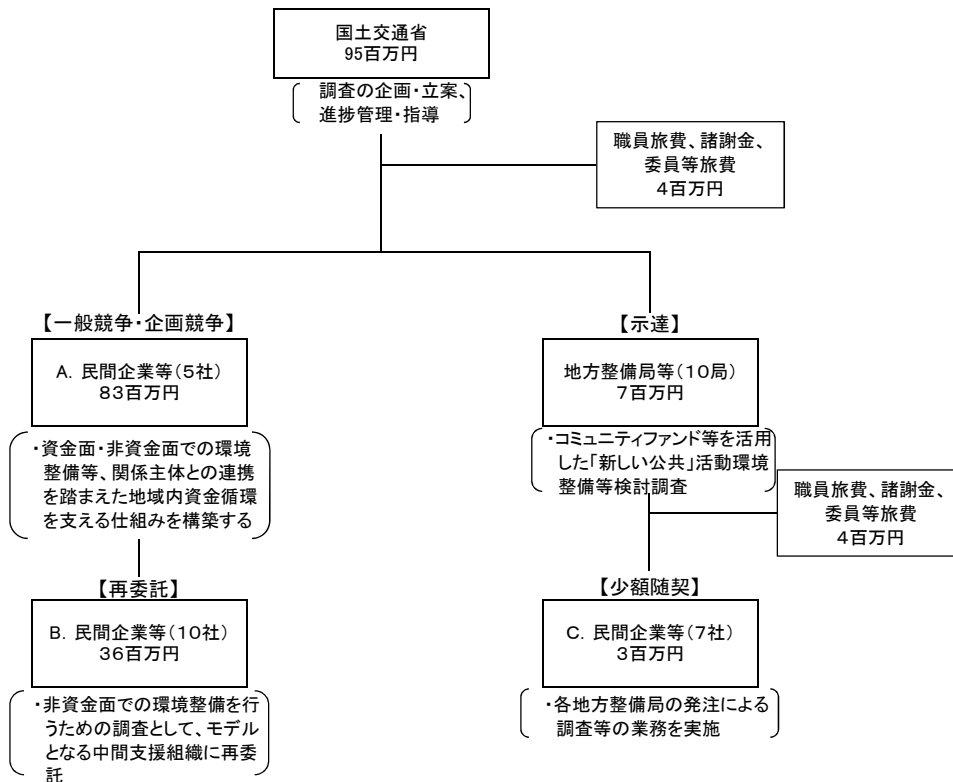 国土交通省
95百万円
調査の企画・立案、
進捗管理・指導
職員旅費、諸謝金、
委員等旅費
4百万円
【一般競争・企画競争】
A. 民間企業等(5社)
83百万円
・資金面・非資金面での環境
整備等、関係主体との連携
を踏まえた地域内資金循環
を支える仕組みを構築する
【示達】
地方整備局等(10局)
7百万円
・コミュニティファンド等を活用
した「新しい公共」活動環境
整備等検討調査
職員旅費、諸謝金、
委員等旅費
4百万円
【再委託】
B. 民間企業等(10社)
36百万円
・非資金面での環境整備を行
うための調査として、モデル
となる中間支援組織に再委
託
【少額随契】
C. 民間企業等(7社)
3百万円
・各地方整備局の発注による
調査等の業務を実施